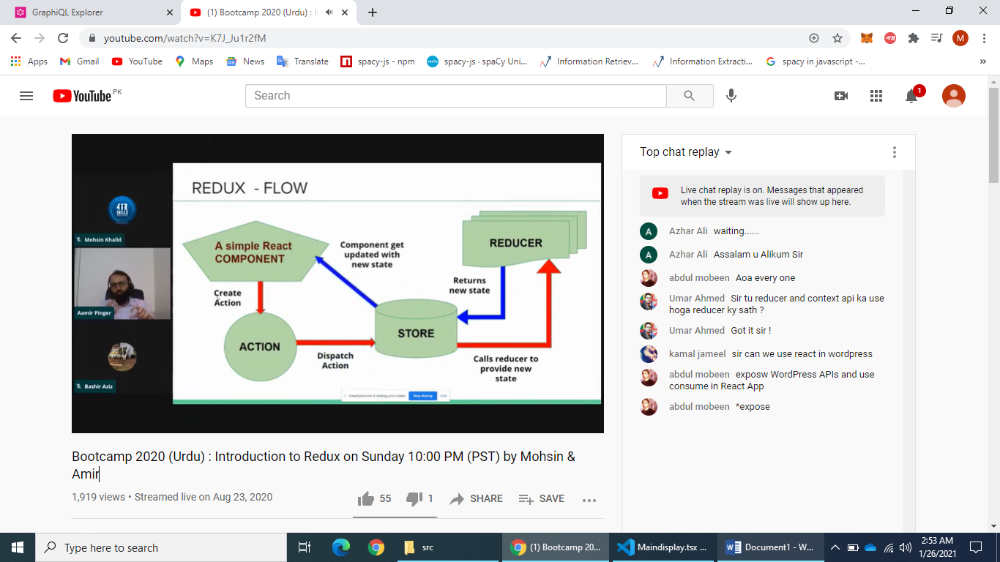 GraphiQL Explorer
(1) Bootcamp 2020 (Urdu) : I
youtube.com/watch?v=K7J_Ju1r2fM
M
Apps
Gmail
YouTube
Maps
News
Translate
spacy-js - npm
spacy-js · spaCy Uni...
Information Retriev...
Information Extracti...
spacy in javascript -...
YouTube PK
Search
1
REDUX - FLOW
4IR
SKILLS
Mohsin Khalid
Aamir Pinger
Bashir Aziz
A simple React
COMPONENT
Component get
updated with
new state
REDUCER
Create
Action
Returns
new state
ACTION
STORE
Dispatch
Action
Calls reducer to
provide new
state
streamyard.com is sharing your screen. Stop sharing Hide
Bootcamp 2020 (Urdu) : Introduction to Redux on Sunday 10:00 PM (PST) by Mohsin &
Amir
1,919 views • Streamed live on Aug 23, 2020
55
1
SHARE
SAVE
Top chat replay
Live chat replay is on. Messages that appeared
when the stream was live will show up here.
A Azhar Ali waiting......
A Azhar Ali Assalam u Alikum Sir
abdul mobeen Aoa every one
Umar Ahmed Sir tu reducer and context api ka use
hoga reducer ky sath ?
Umar Ahmed Got it sir !
kamal jameel sir can we use react in wordpress
abdul mobeen exposw WordPress APIs and use
consume in React App
abdul mobeen *expose
Type here to search
src
(1) Bootcamp 20...
Maindisplay.tsx ...
Document1 - W...
2:53 AM
1/26/2021